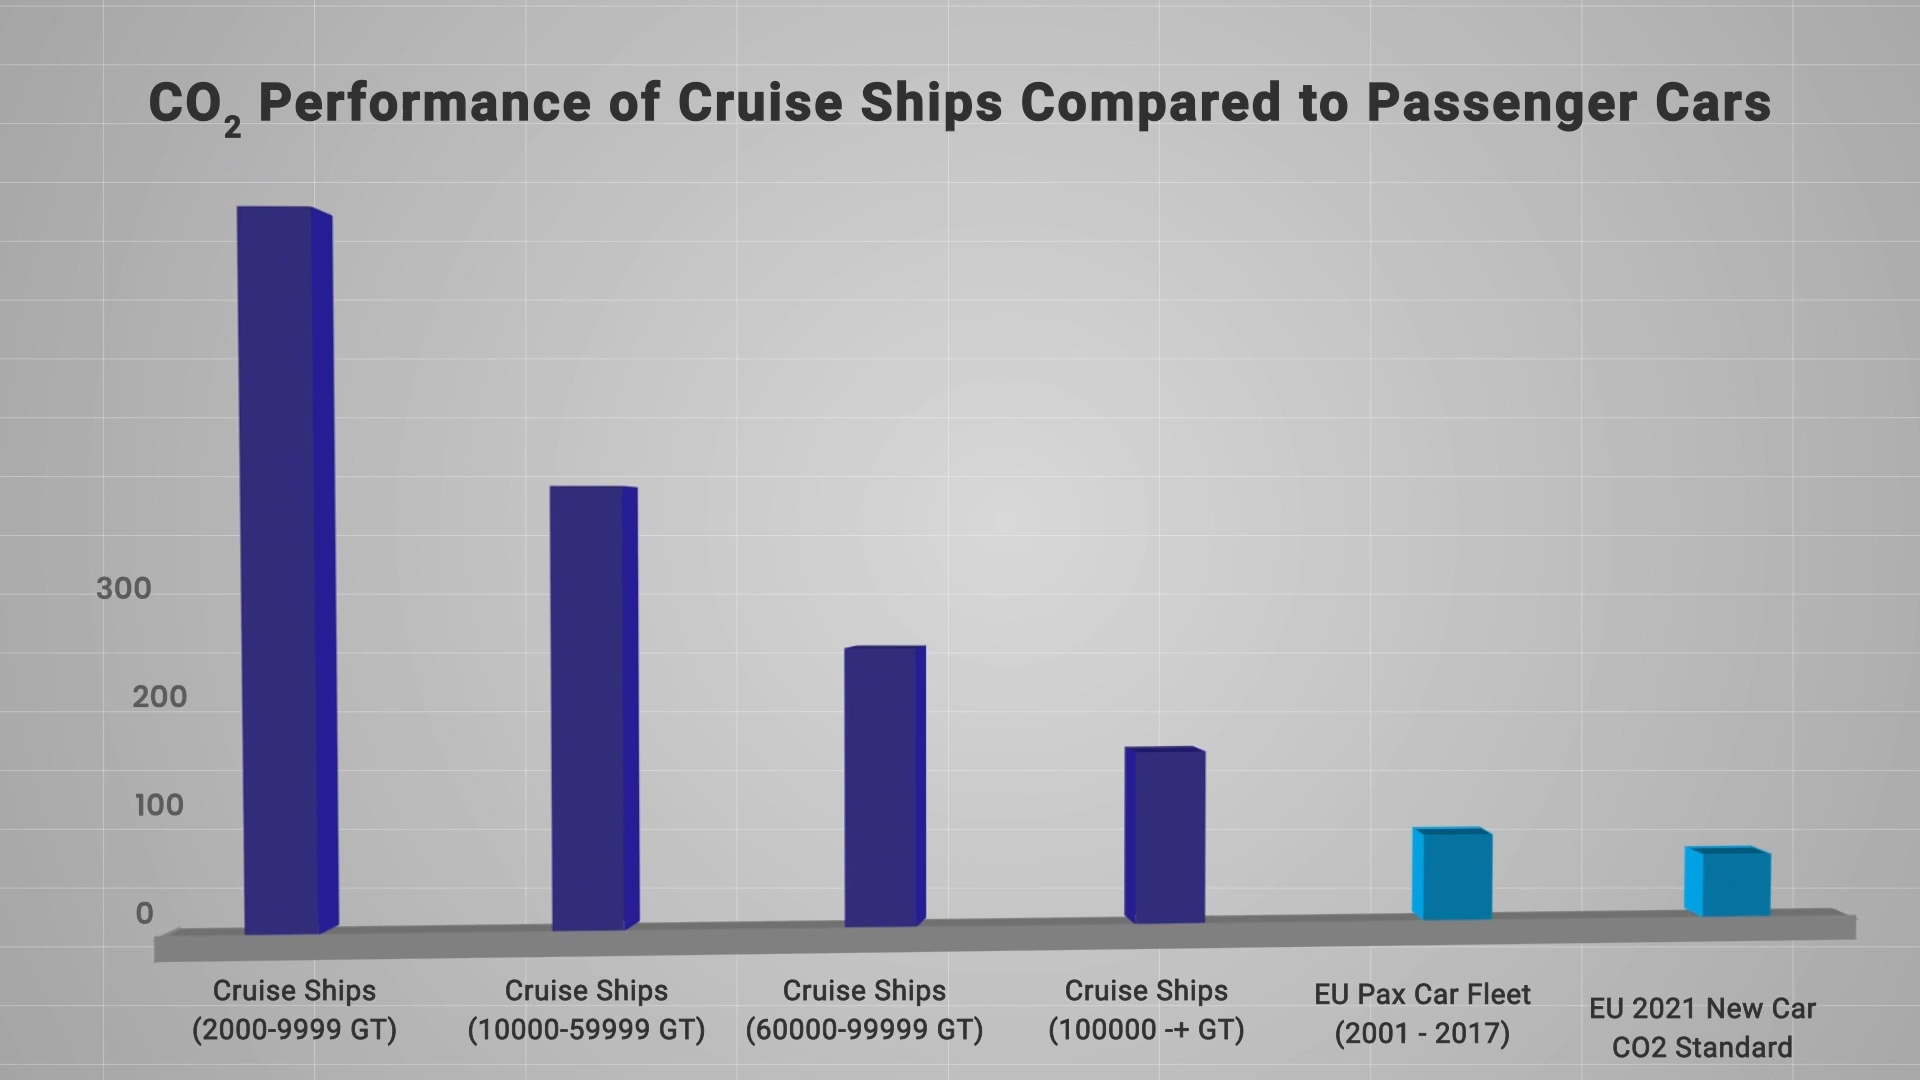 CO₂ Performance of Cruise Ships Compared to Passenger Cars
300
200
100
0
Cruise Ships
(2000-9999 GT)
Cruise Ships
(10000-59999 GT)
Cruise Ships
(60000-99999 GT)
Cruise Ships
(100000 -+ GT)
EU Pax Car Fleet
(2001 - 2017)
EU 2021 New Car
CO2 Standard